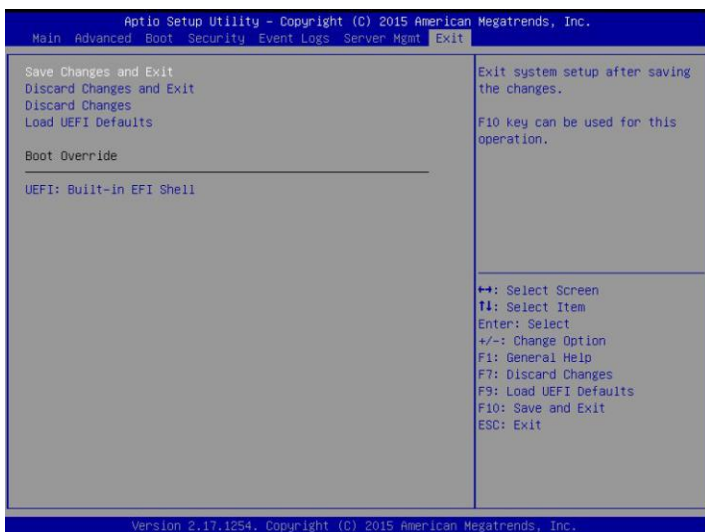 Aptio Setup Utility – Copyright (C) 2015 American Megatrends, Inc.
Main Advanced Boot Security Event Logs Server Mgmt Exit
Save Changes and Exit
Discard Changes and Exit
Discard Changes
Load UEFI Defaults
Boot Override
UEFI: Built-in EFI Shell
Exit system setup after saving
the changes.
F10 key can be used for this
operation.
↔: Select Screen
↑↓: Select Item
Enter: Select
+/-: Change Option
F1: General Help
F7: Discard Changes
F9: Load UEFI Defaults
F10: Save and Exit
ESC: Exit
Version 2.17.1254. Copyright (C) 2015 American Megatrends, Inc.